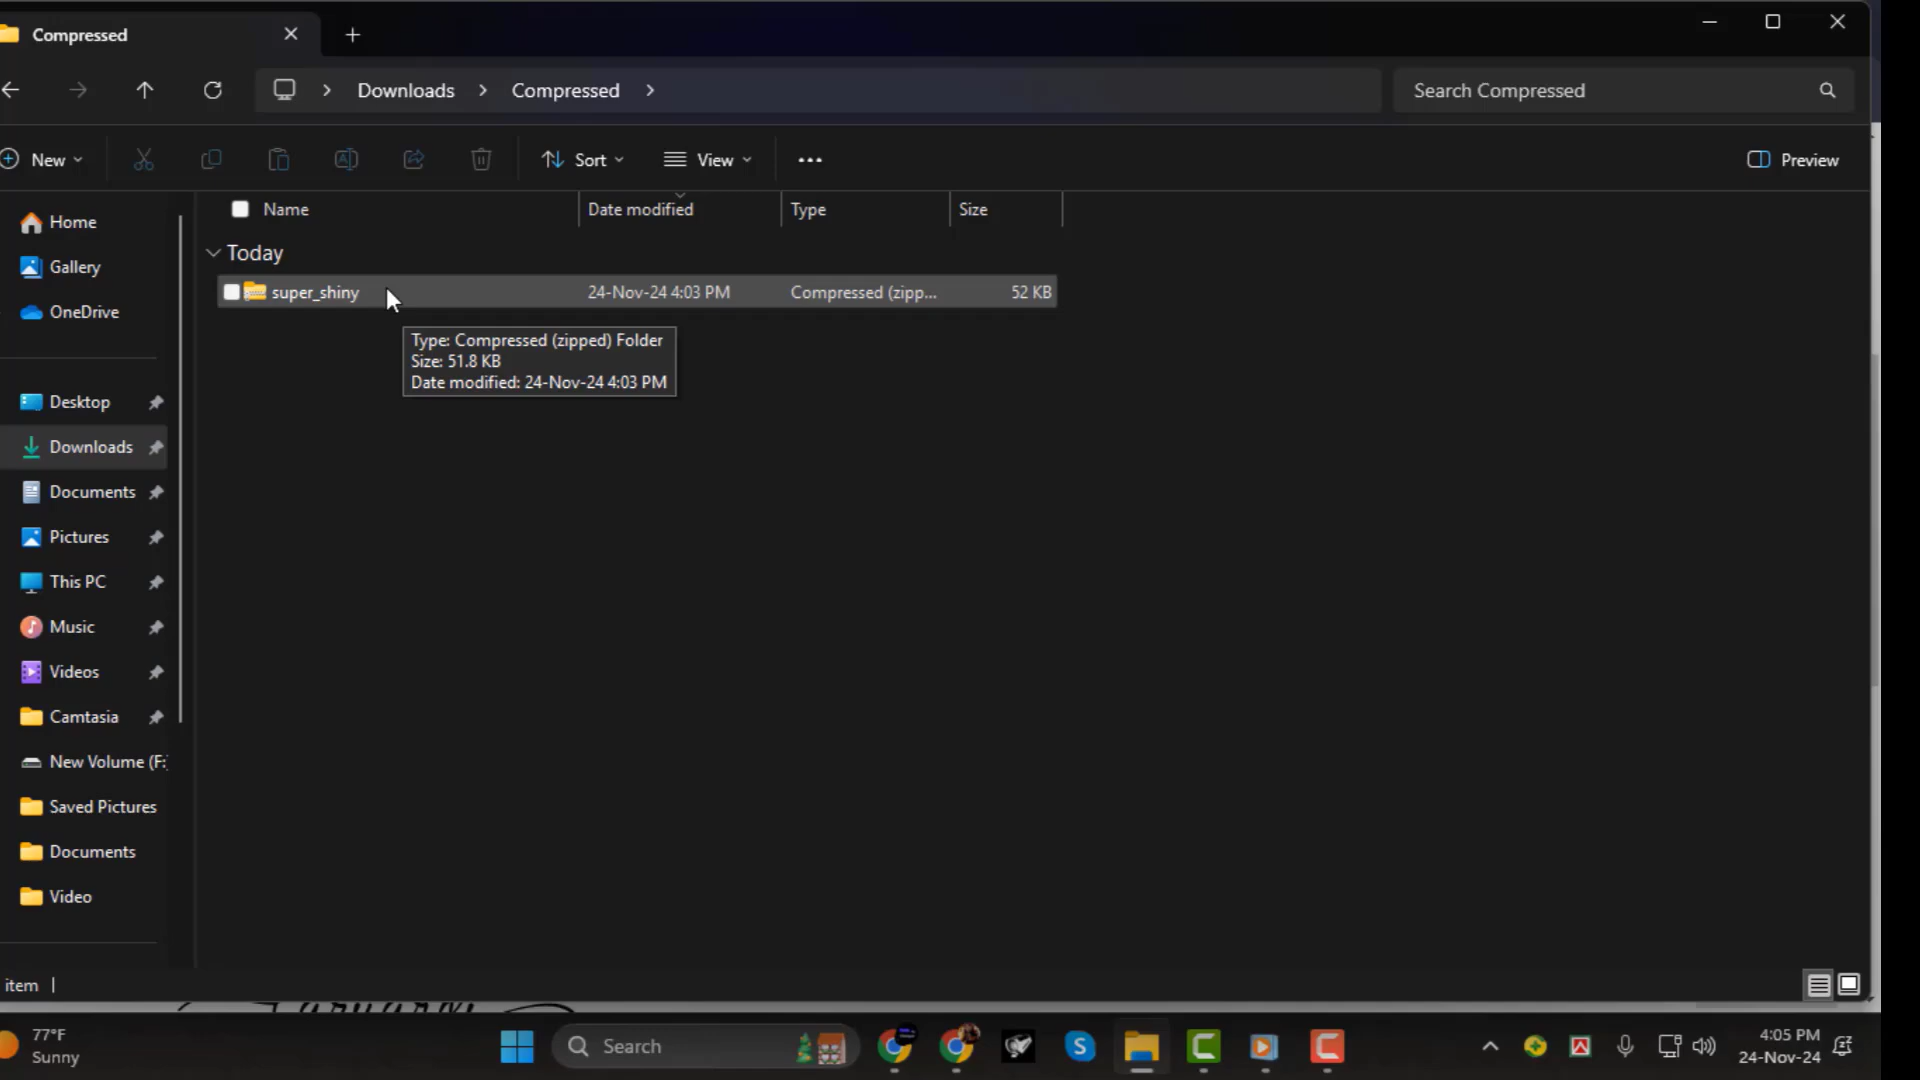 Compressed
Downloads
Compressed
Search Compressed
New
Sort
View
Preview
Name
Date modified
Type
Size
Home
Gallery
OneDrive
Desktop
Downloads
Documents
Pictures
This PC
Music
Videos
Camtasia
New Volume (F:
Saved Pictures
Documents
Video
Today
super_shiny
24-Nov-24 4:03 PM
Compressed (zipp...
52 KB
Type: Compressed (zipped) Folder
Size: 51.8 KB
Date modified: 24-Nov-24 4:03 PM
item
77°F
Sunny
Search
4:05 PM
24-Nov-24